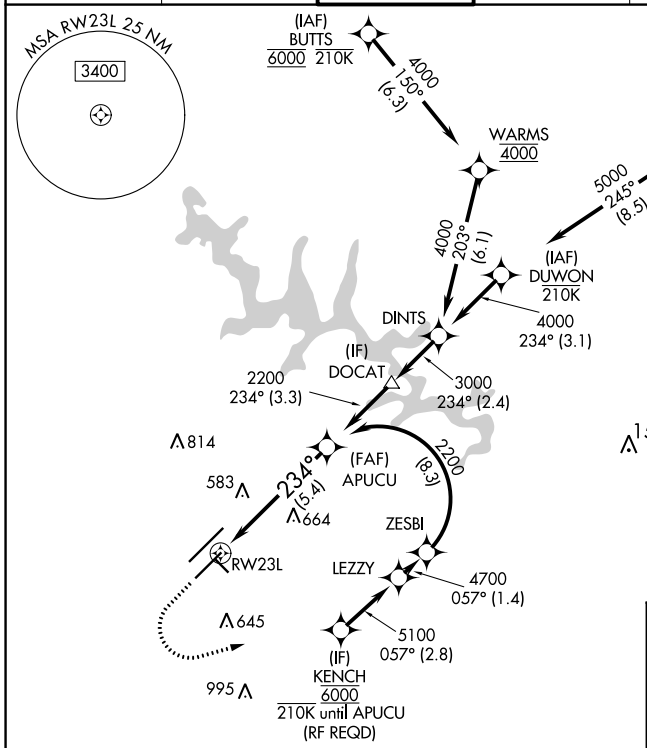 MSA RW23L 25 NM
3400
(IAF)
BUTTS
6000 210K
4000
150°
(6.3)
WARMS
4000
5000
245°
(8.5)
4000
203°
(6.1)
(IAF)
DUWON
210K
4000
234° (3.1)
DINTS
(IF)
DOCAT
3000
234° (2.4)
2200
234° (3.3)
(FAF)
APUCU
2200
(8.3)
814
583
664
234°
(5.4)
RW23L
ZESBI
LEZZY
4700
057° (1.4)
645
5100
057° (2.8)
995
(IF)
KENCH
6000
210K until APUCU
(RF REQD)